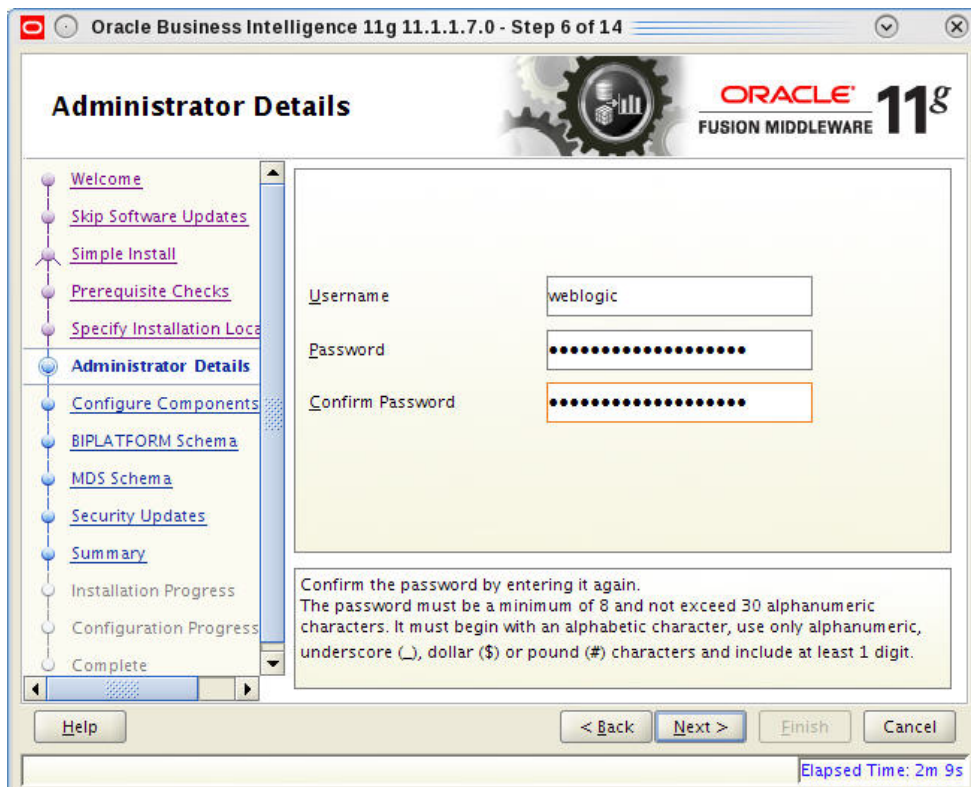 Oracle Business Intelligence 11g 11.1.1.7.0 - Step 6 of 14
Administrator Details
ORACLE
FUSION MIDDLEWARE
11g
Welcome
Skip Software Updates
Simple Install
Prerequisite Checks
Specify Installation Loca
Administrator Details
Configure Components
BIPLATFORM Schema
MDS Schema
Security Updates
Summary
Installation Progress
Configuration Progress
Complete
Username
weblogic
Password
•••••••••••••••••••
Confirm Password
•••••••••••••••••••
Confirm the password by entering it again.
The password must be a minimum of 8 and not exceed 30 alphanumeric
characters. It must begin with an alphabetic character, use only alphanumeric,
underscore (_), dollar ($) or pound (#) characters and include at least 1 digit.
Help
< Back
Next >
Finish
Cancel
Elapsed Time: 2m 9s